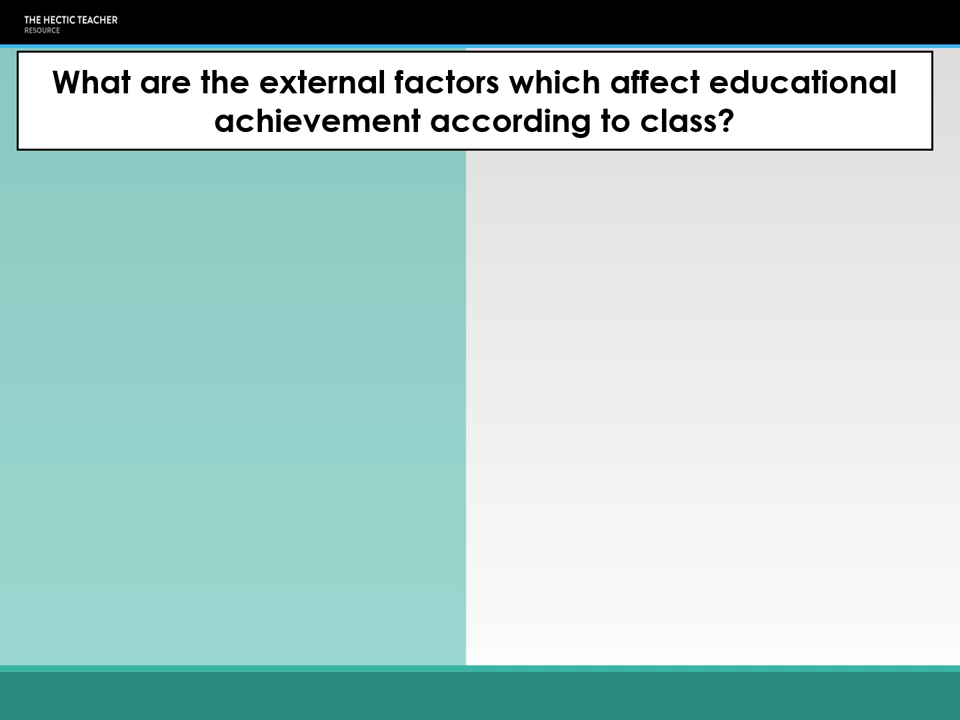 THE HECTIC TEACHER
RESOURCE
What are the external factors which affect educational
achievement according to class?